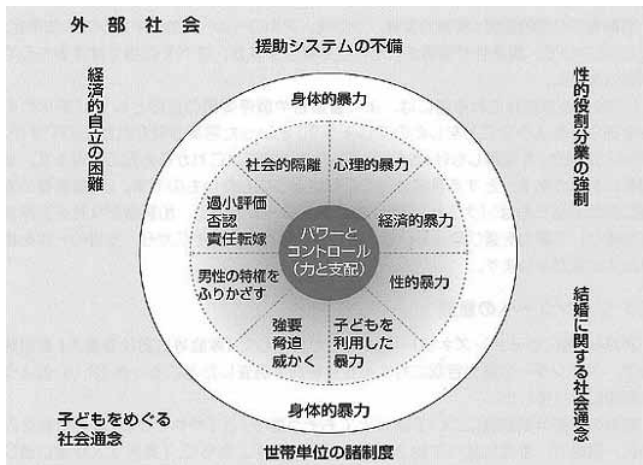 外部社会
援助システムの不備
経済的自立の困難
性的役割分業の強制
身体的暴力
社会的隔離
心理的暴力
過小評価
否認
責任転嫁
経済的暴力
パワーと
コントロール
(力と支配)
男性の特権を
ふりかざす
性的暴力
強要
脅迫
威かく
子どもを
利用した
暴力
結婚に関する社会通念
身体的暴力
子どもをめぐる
社会通念
世帯単位の諸制度